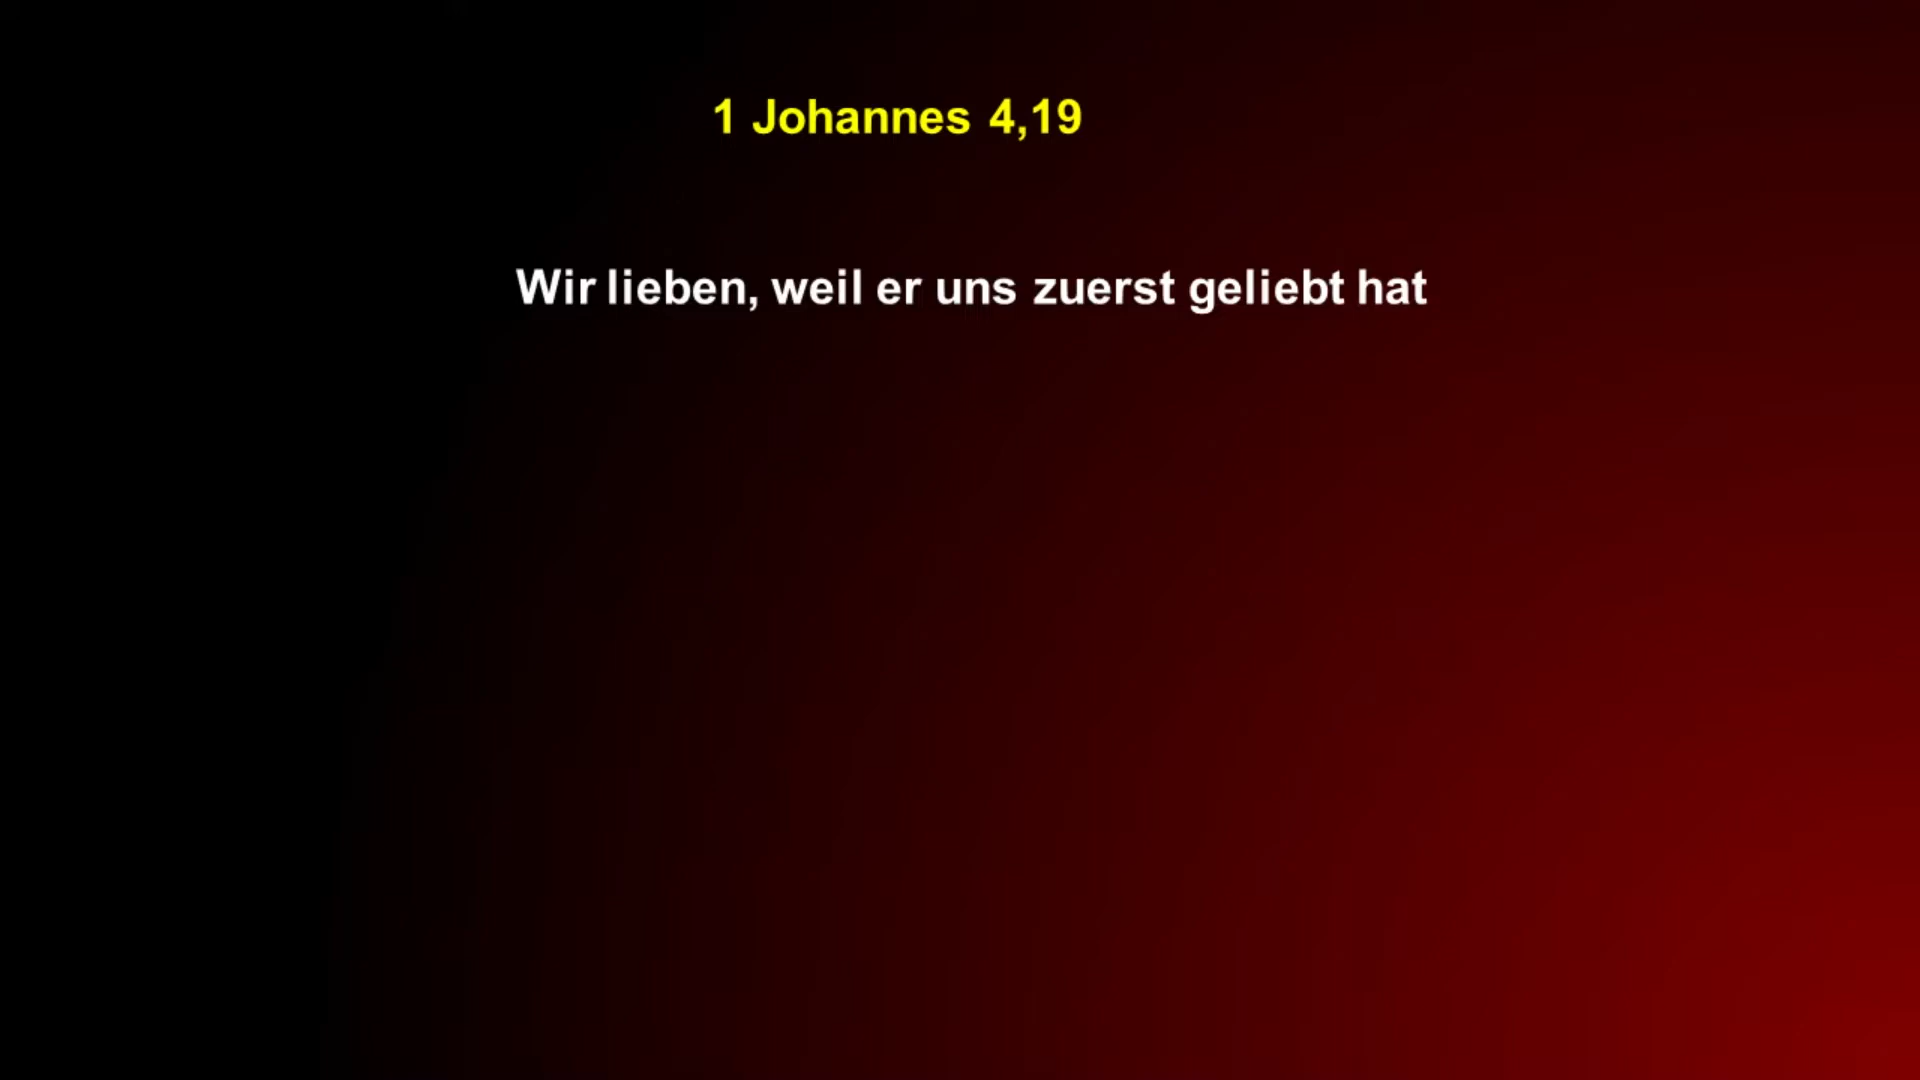 1 Johannes 4,19
Wir lieben, weil er uns zuerst geliebt hat